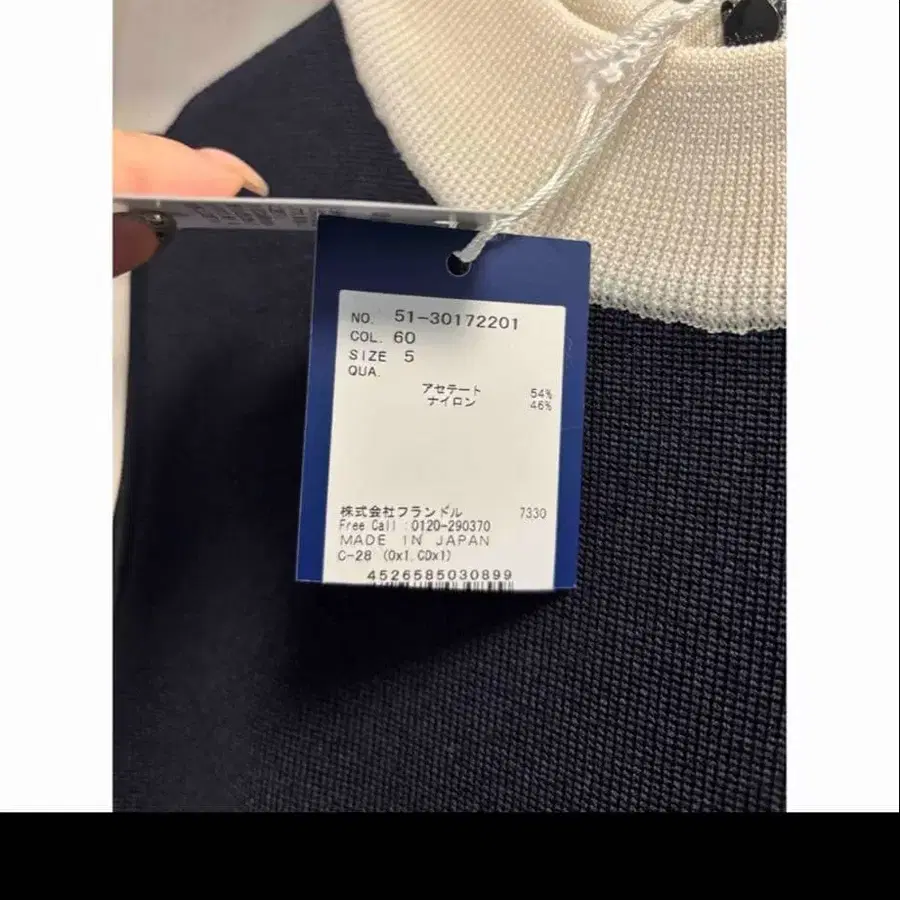 NO. 51-30172201
COL. 60
SIZE 5
QUA.
アセテート 54%
ナイロン 46%
株式会社フランドル 7330
Free Call :0120-290370
MADE IN JAPAN
C-28 (0x1,CDx1)
4526585030899